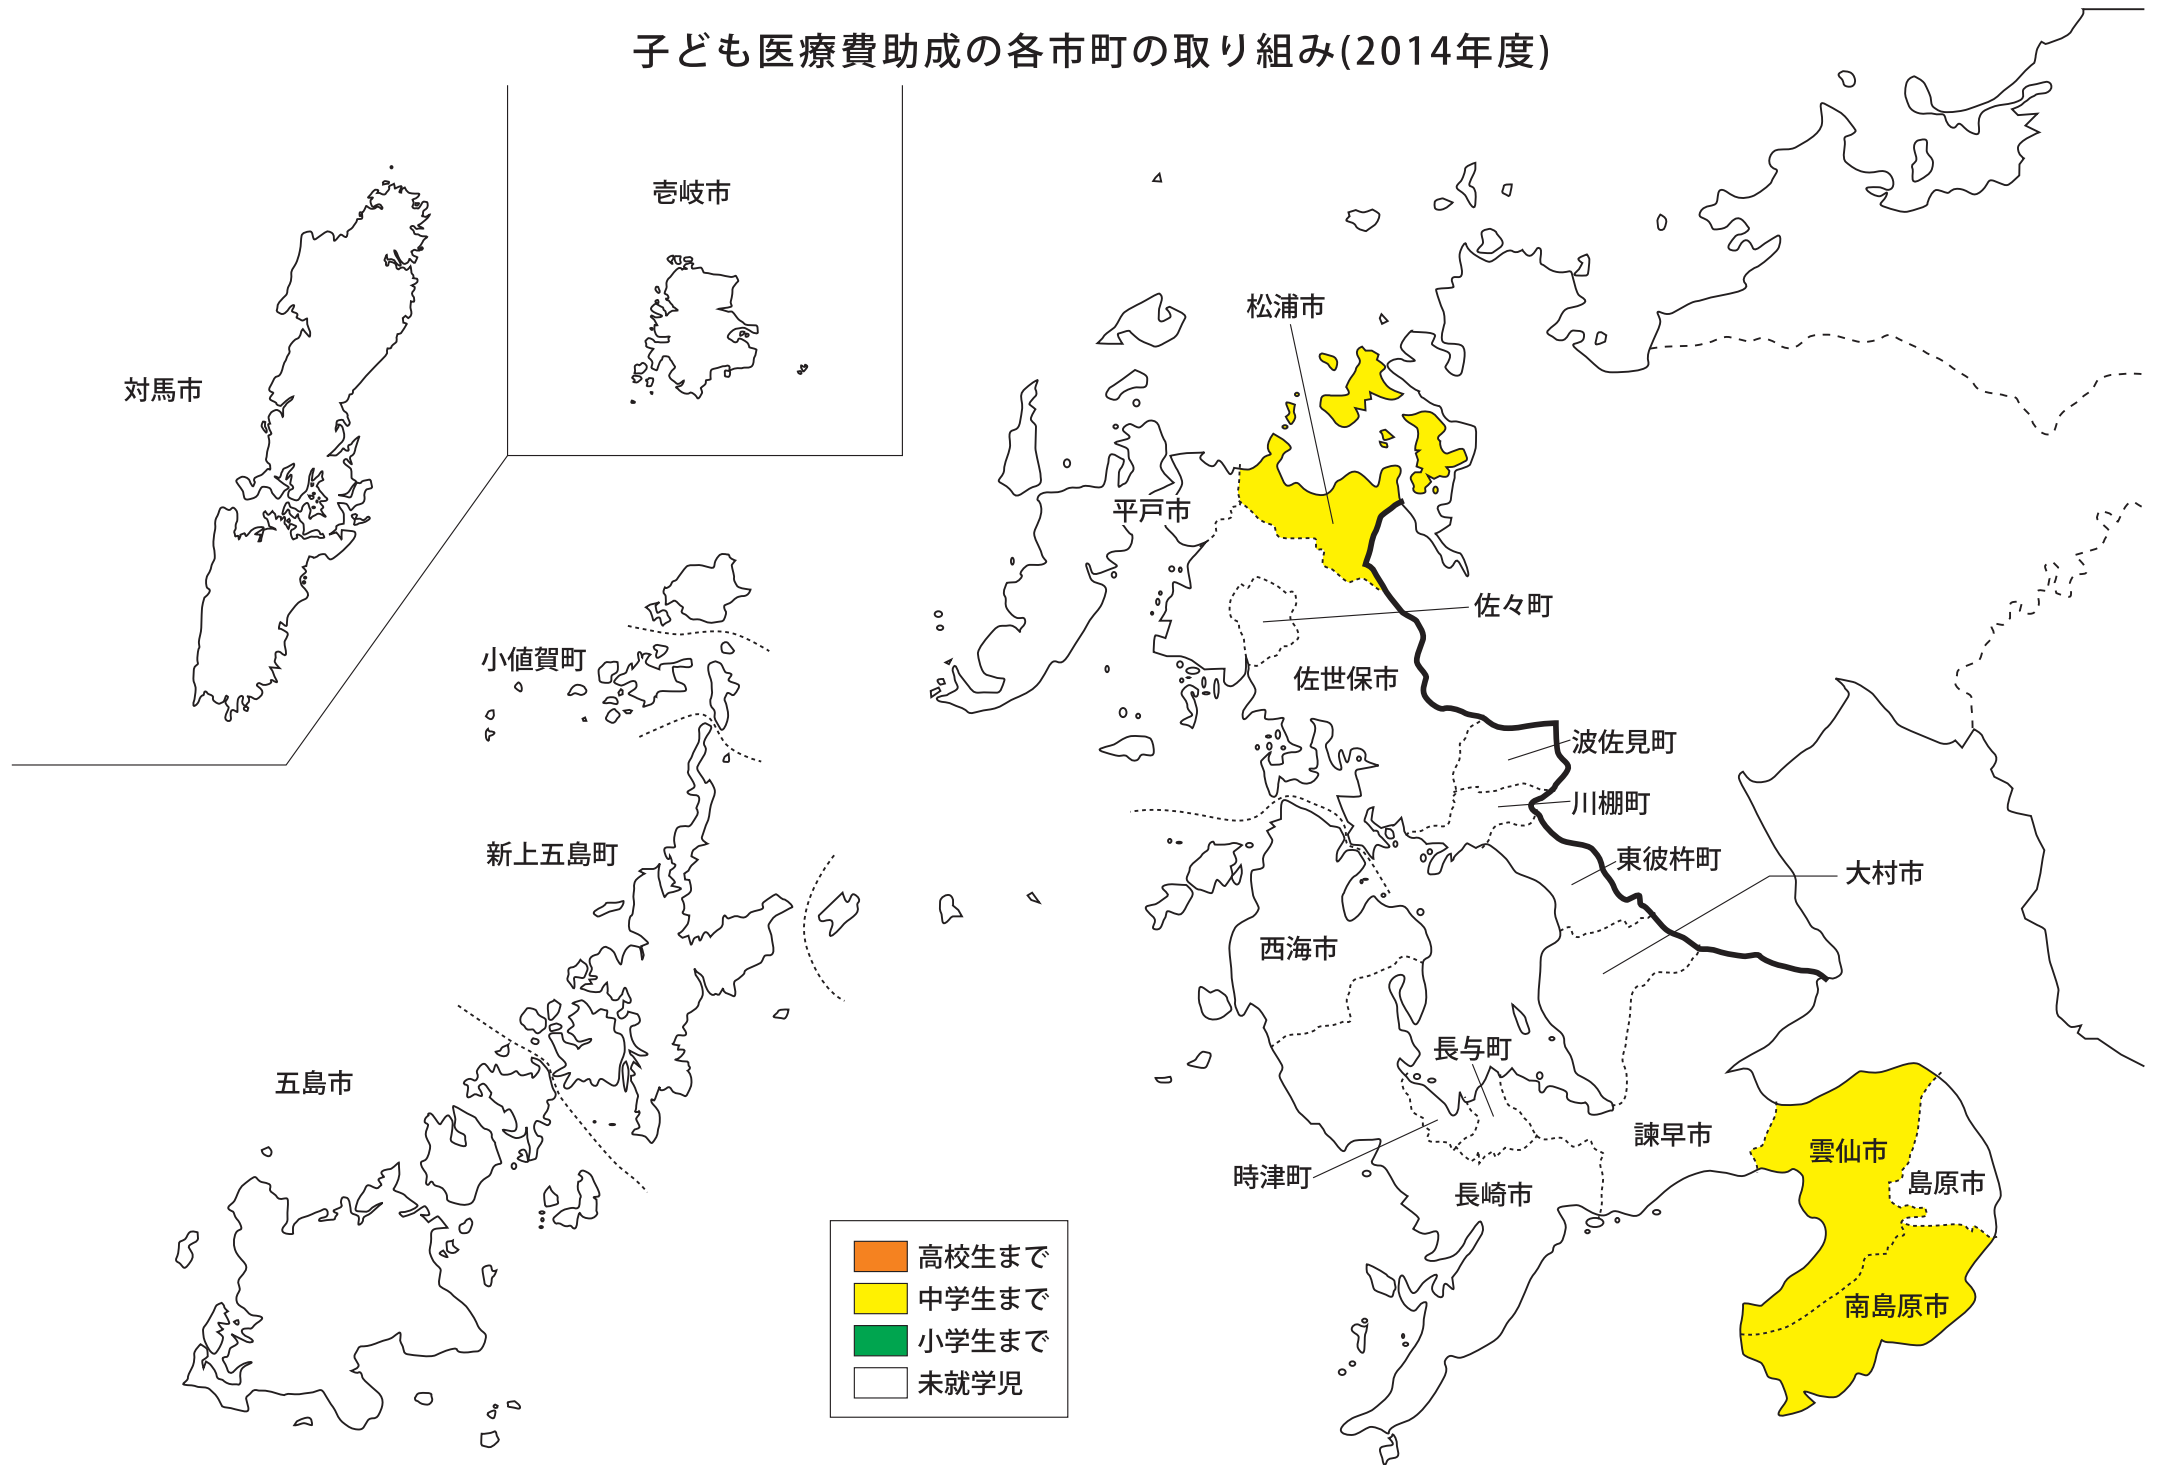 子ども医療費助成の各市町の取り組み(2014年度)
壱岐市
対馬市
松浦市
平戸市
佐々町
小値賀町
佐世保市
波佐見町
川棚町
新上五島町
東彼杵町
大村市
西海市
長与町
五島市
諫早市
雲仙市
時津町
島原市
長崎市
南島原市
高校生まで
中学生まで
小学生まで
未就学児